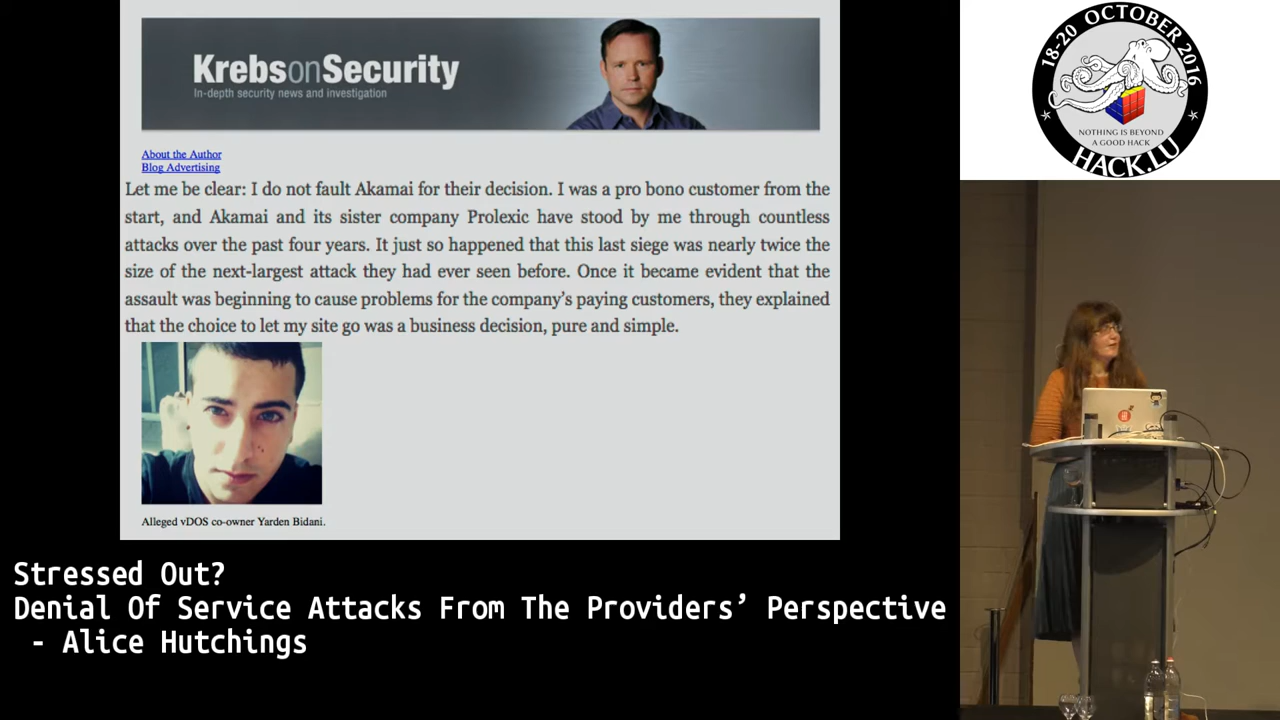 KrebsonSecurity
In-depth security news and investigation
About the Author
Blog Advertising
Let me be clear: I do not fault Akamai for their decision. I was a pro bono customer from the
start, and Akamai and its sister company Prolexic have stood by me through countless
attacks over the past four years. It just so happened that this last siege was nearly twice the
size of the next-largest attack they had ever seen before. Once it became evident that the
assault was beginning to cause problems for the company's paying customers, they explained
that the choice to let my site go was a business decision, pure and simple.
Alleged vDOS co-owner Yarden Bidani.
18-20 OCTOBER 2016
NOTHING IS BEYOND
A GOOD HACK
HACK.LU
Stressed Out?
Denial Of Service Attacks From The Providers’ Perspective
- Alice Hutchings